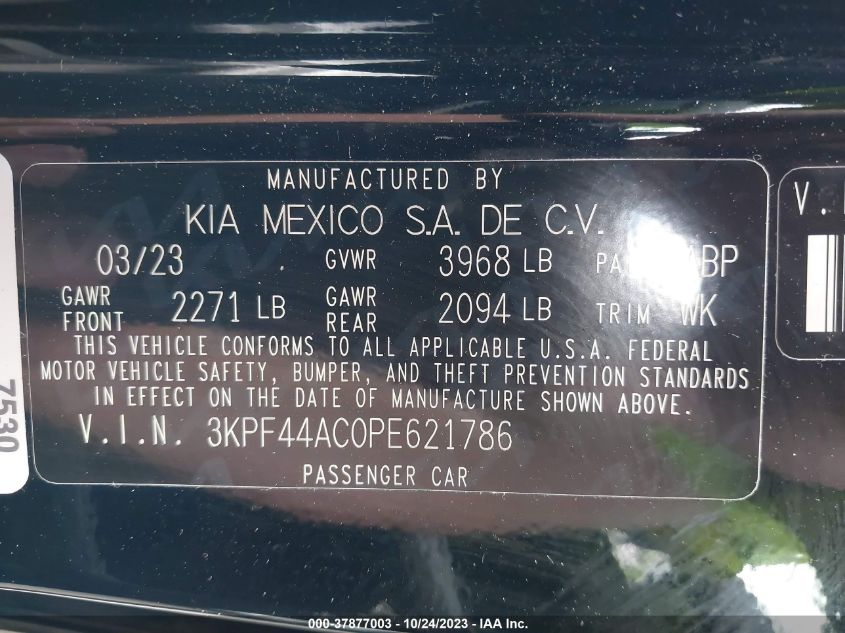 MANUFACTURED BY
KIA MEXICO S.A. DE C.V.
03/23 GVWR 3968 LB ABP
GAWR FRONT 2271 LB GAWR REAR 2094 LB TRIM WK
THIS VEHICLE CONFORMS TO ALL APPLICABLE U.S.A. FEDERAL
MOTOR VEHICLE SAFETY, BUMPER, AND THEFT PREVENTION STANDARDS
IN EFFECT ON THE DATE OF MANUFACTURE SHOWN ABOVE.
V.I.N. 3KPF44AC0PE621786
PASSENGER CAR
7530
000-37877003 - 10/24/2023 - IAA Inc.